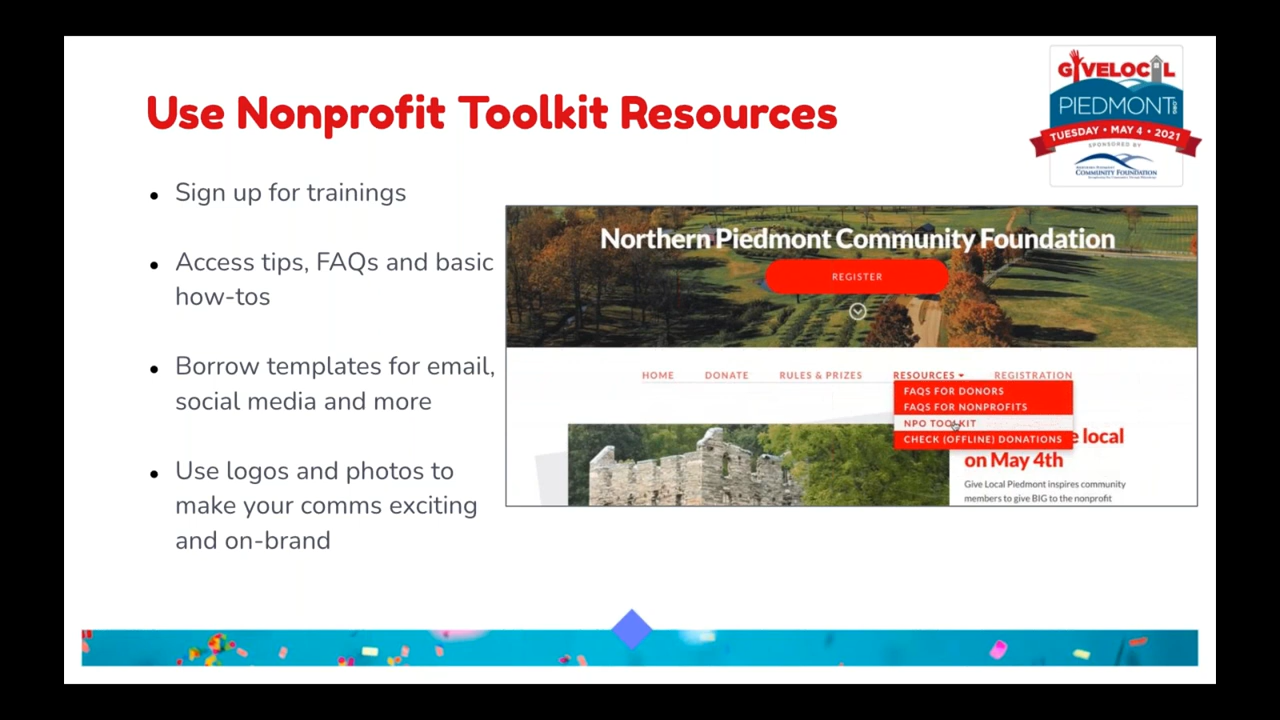 Use Nonprofit Toolkit Resources
GIVELOCAL
PIEDMONT.ORG
TUESDAY • MAY 4 • 2021
SPONSORED BY
NORTHERN PIEDMONT
COMMUNITY FOUNDATION
• Sign up for trainings
• Access tips, FAQs and basic
how-tos
• Borrow templates for email,
social media and more
• Use logos and photos to
make your comms exciting
and on-brand
Northern Piedmont Community Foundation
REGISTER
HOME DONATE RULES & PRIZES RESOURCES REGISTRATION
FAQS FOR DONORS
FAQS FOR NONPROFITS
NPO TOOLKIT
CHECK (OFFLINE) DONATIONS
e local
on May 4th
Give Local Piedmont inspires community
members to give BIG to the nonprofit